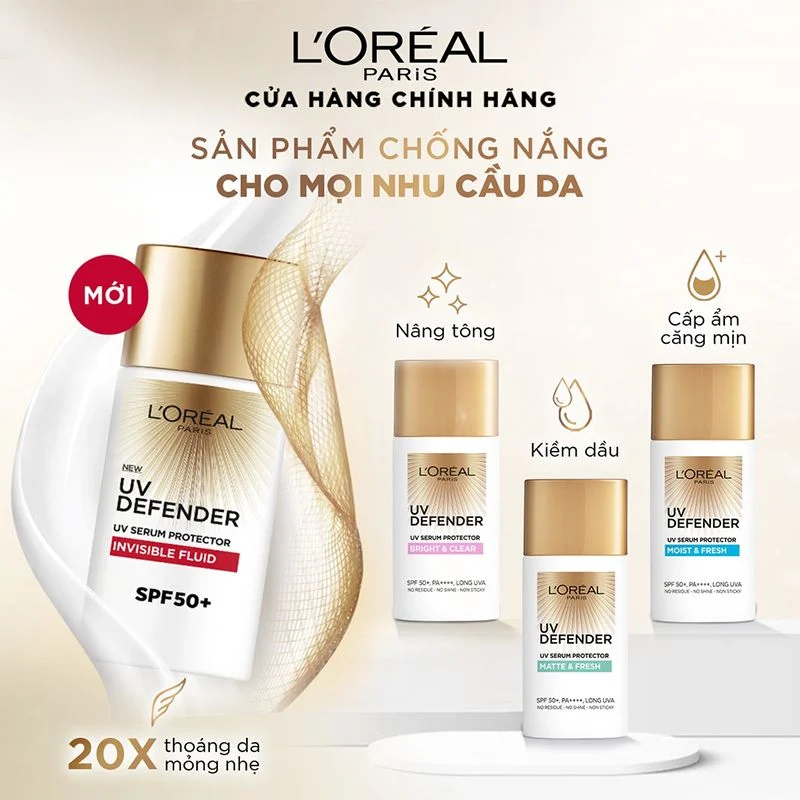 L'ORÉAL
PARIS
CỬA HÀNG CHÍNH HÃNG
SẢN PHẨM CHỐNG NẮNG
CHO MỌI NHU CẦU DA
MỚI
L'ORÉAL
PARIS
NEW
UV
DEFENDER
UV SERUM PROTECTOR
INVISIBLE FLUID
SPF50+
20X thoáng da
mỏng nhẹ
Nâng tông
L'ORÉAL
PARIS
UV
DEFENDER
UV SERUM PROTECTOR
BRIGHT & CLEAR
SPF 50+, PA++++, LONG UVA
NO RESIDUE - NO SHINE - NON STICKY
Kiềm dầu
L'ORÉAL
PARIS
UV
DEFENDER
UV SERUM PROTECTOR
MATTE & FRESH
SPF 50+, PA++++, LONG UVA
NO RESIDUE - NO SHINE - NON STICKY
Cấp ẩm
căng mịn
L'ORÉAL
PARIS
UV
DEFENDER
UV SERUM PROTECTOR
MOIST & FRESH
SPF 50+, PA++++, LONG UVA
NO RESIDUE - NO SHINE - NON STICKY